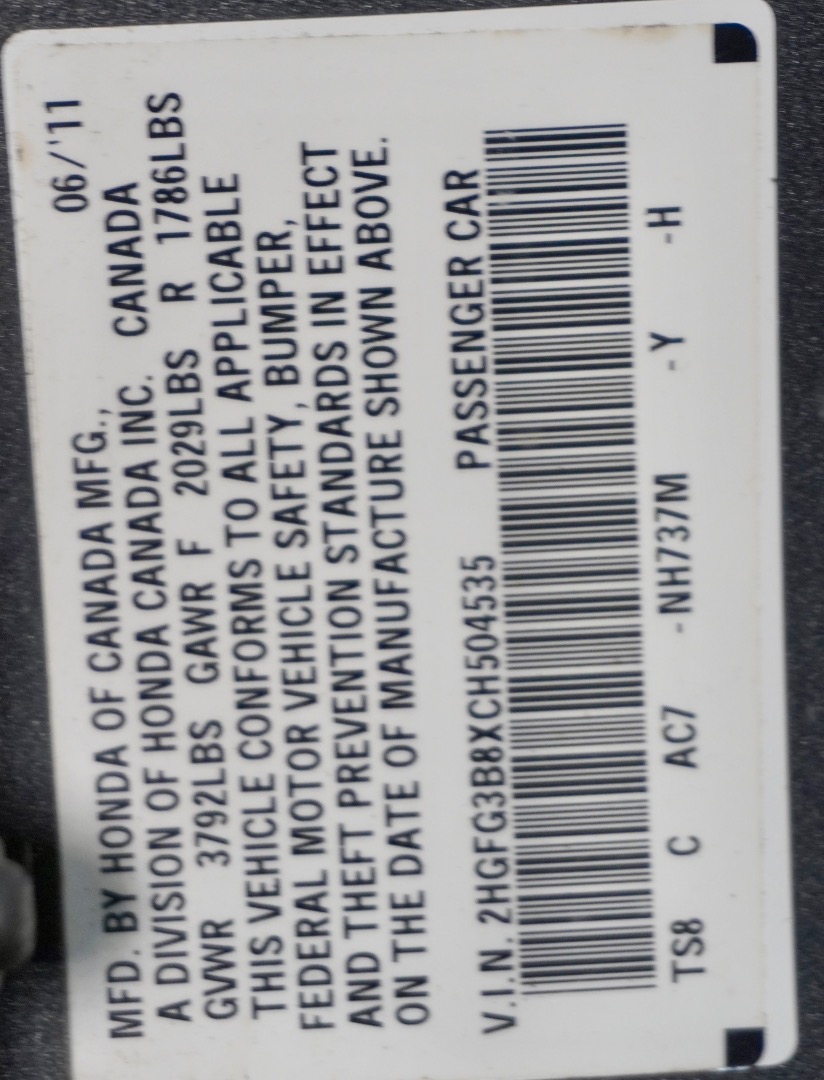 MFD. BY HONDA OF CANADA MFG., 06/'11
A DIVISION OF HONDA CANADA INC. CANADA
GVWR 3792LBS GAWR F 2029LBS R 1786LBS
THIS VEHICLE CONFORMS TO ALL APPLICABLE
FEDERAL MOTOR VEHICLE SAFETY, BUMPER,
AND THEFT PREVENTION STANDARDS IN EFFECT
ON THE DATE OF MANUFACTURE SHOWN ABOVE.
V.I.N. 2HGFG3B8XCH504535 PASSENGER CAR
TS8 C AC7 -NH737M -Y -H